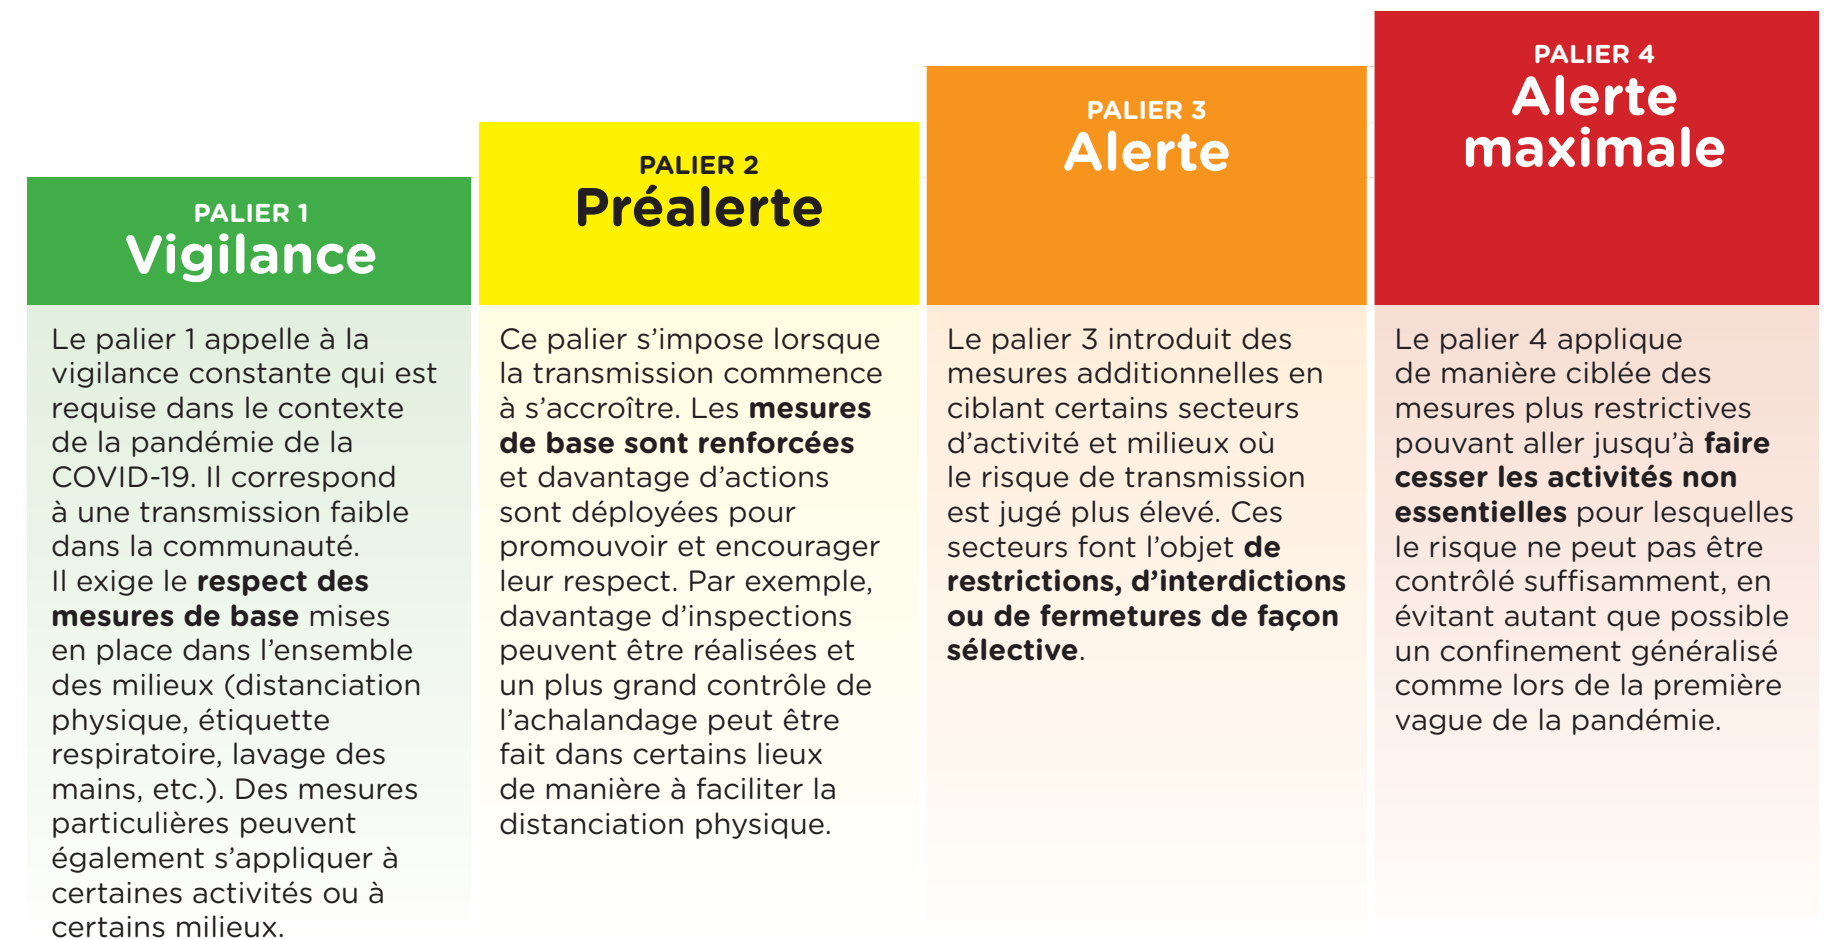 PALIER 1
Vigilance
Le palier 1 appelle à la
vigilance constante qui est
requise dans le contexte
de la pandémie de la
COVID-19. Il correspond
à une transmission faible
dans la communauté.
Il exige le respect des
mesures de base mises
en place dans l’ensemble
des milieux (distanciation
physique, étiquette
respiratoire, lavage des
mains, etc.). Des mesures
particulières peuvent
également s’appliquer à
certaines activités ou à
certains milieux.
PALIER 2
Préalerte
Ce palier s’impose lorsque
la transmission commence
à s’accroître. Les mesures
de base sont renforcées
et davantage d’actions
sont déployées pour
promouvoir et encourager
leur respect. Par exemple,
davantage d’inspections
peuvent être réalisées et
un plus grand contrôle de
l’achalandage peut être
fait dans certains lieux
de manière à faciliter la
distanciation physique.
PALIER 3
Alerte
Le palier 3 introduit des
mesures additionnelles en
ciblant certains secteurs
d’activité et milieux où
le risque de transmission
est jugé plus élevé. Ces
secteurs font l’objet de
restrictions, d’interdictions
ou de fermetures de façon
sélective.
PALIER 4
Alerte
maximale
Le palier 4 applique
de manière ciblée des
mesures plus restrictives
pouvant aller jusqu’à faire
cesser les activités non
essentielles pour lesquelles
le risque ne peut pas être
contrôlé suffisamment, en
évitant autant que possible
un confinement généralisé
comme lors de la première
vague de la pandémie.